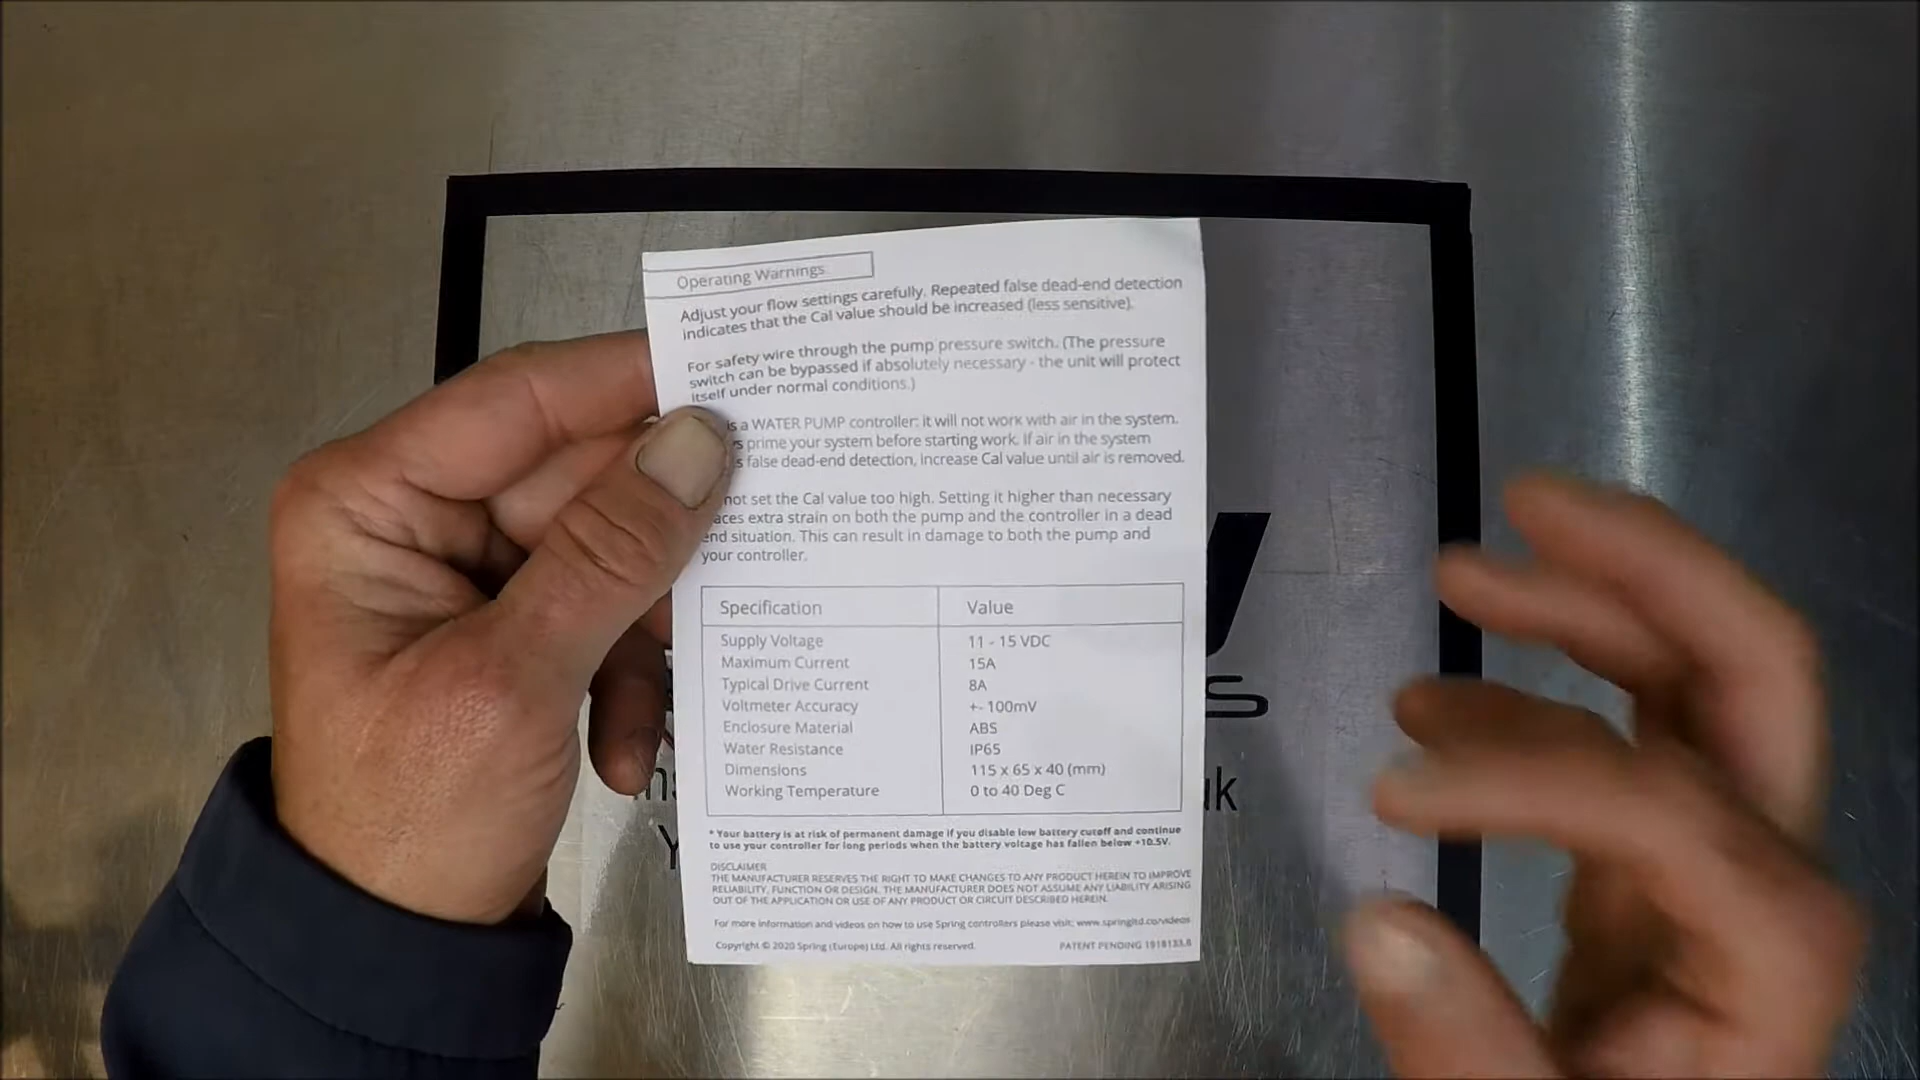 Operating Warnings
Adjust your flow settings carefully. Repeated false dead-end detection
indicates that the Cal value should be increased (less sensitive).
For safety wire through the pump pressure switch. (The pressure
switch can be bypassed if absolutely necessary - the unit will protect
itself under normal conditions.)
is a WATER PUMP controller: it will not work with air in the system.
prime your system before starting work. If air in the system
false dead-end detection, increase Cal value until air is removed.
not set the Cal value too high. Setting it higher than necessary
extra strain on both the pump and the controller in a dead
end situation. This can result in damage to both the pump and
your controller.
Specification Value
Supply Voltage 11 - 15 VDC
Maximum Current 15A
Typical Drive Current 8A
Voltmeter Accuracy +- 100mV
Enclosure Material ABS
Water Resistance IP65
Dimensions 115 x 65 x 40 (mm)
Working Temperature 0 to 40 Deg C
* Your battery is at risk of permanent damage if you disable low battery cutoff and continue
to use your controller for long periods when the battery voltage has fallen below +10.5V.
DISCLAIMER
THE MANUFACTURER RESERVES THE RIGHT TO MAKE CHANGES TO ANY PRODUCT HEREIN TO IMPROVE
RELIABILITY, FUNCTION OR DESIGN. THE MANUFACTURER DOES NOT ASSUME ANY LIABILITY ARISING
OUT OF THE APPLICATION OR USE OF ANY PRODUCT OR CIRCUIT DESCRIBED HEREIN.
For more information and videos on how to use Spring controllers please visit: www.springltd.co/videos
Copyright © 2020 Spring (Europe) Ltd. All rights reserved. PATENT PENDING 1918133.8
uk